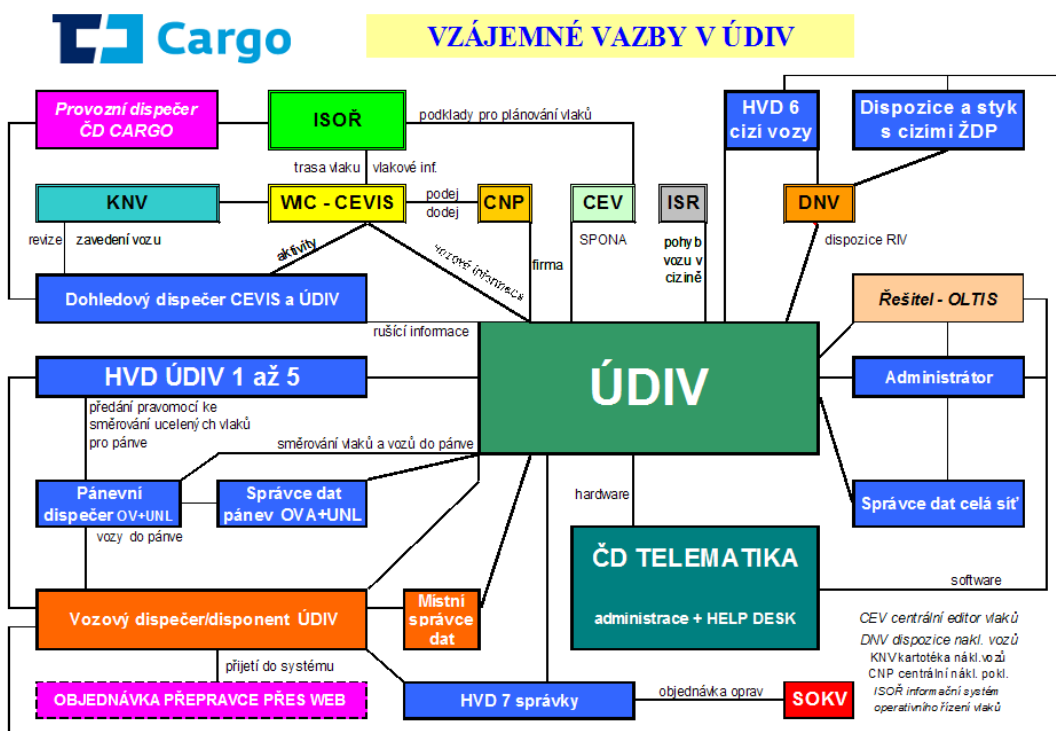 Cargo
VZÁJEMNÉ VAZBY V ÚDIV
Provozní dispečer
ČD CARGO
ISOŘ
podklady pro plánování vlaků
HVD 6
cizí vozy
Dispozice a styk
s cizími ŽDP
trasa vlaku
vlakové inf.
KNV
WIC - CEVIS
podej
dodej
CNP
CEV
ISR
DNV
revize
zavedení vozu
aktivity
vozové informace
firma
SPONA
pohyb
vozu v
cizině
dispozice RIV
Dohledový dispečer CEVIS a ÚDIV
Řešitel - OLTIS
rušící informace
HVD ÚDIV 1 až 5
ÚDIV
Administrátor
předání pravomocí ke
směrování ucelených vlaků
pro pánve
směrování vlaků a vozů do pánve
Pánevní
dispečer OV+UNL
Správce dat
pánev OVA+UNL
hardware
Správce dat celá síť
vozy do pánve
ČD TELEMATIKA
administrace + HELP DESK
software
Vozový dispečer/disponent ÚDIV
Místní
správce
dat
CEV centrální editor vlaků
DNV dispozice nákl. vozů
KNV kartotéka nákl.vozů
CNP centrální nákl. pokl.
ISOŘ informační systém
operativního řízení vlaků
přijetí do systému
OBJEDNÁVKA PŘEPRAVCE PŘES WEB
HVD 7 správky
objednávka oprav
SOKV